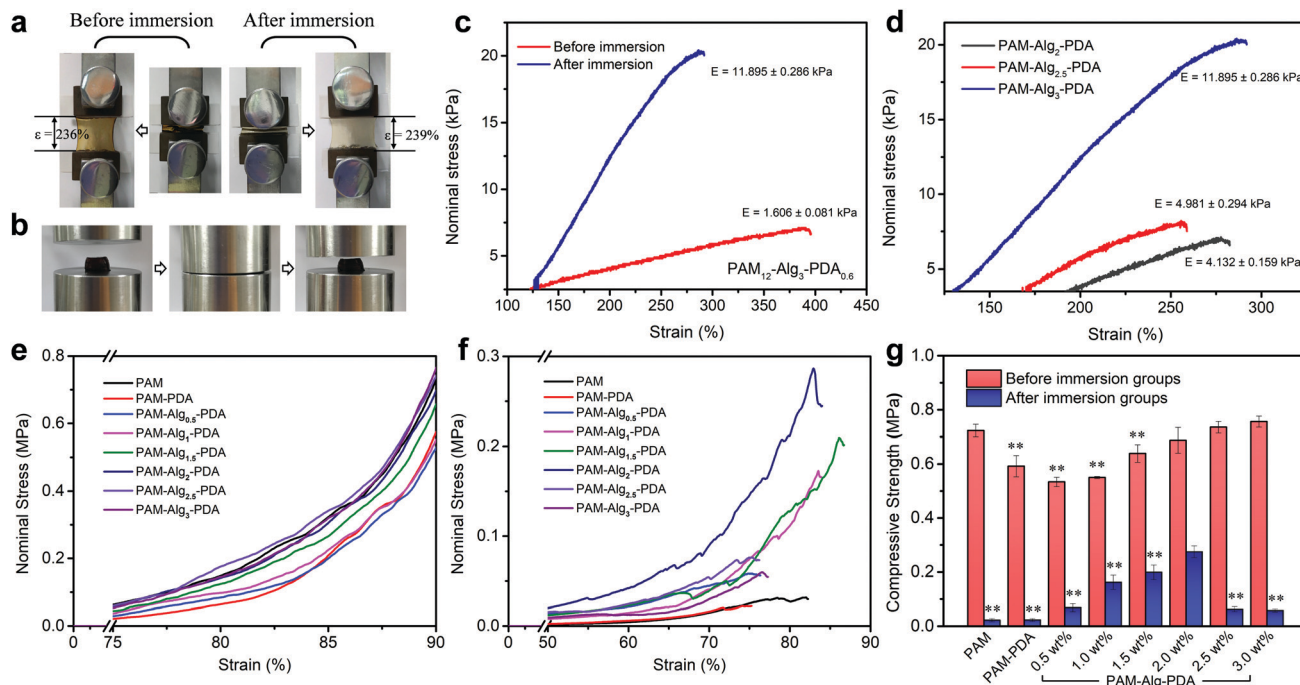 a
Before immersion
After immersion
ε = 236%
ε = 239%
b
c
Before immersion
After immersion
E = 11.895 ± 0.286 kPa
E = 1.606 ± 0.081 kPa
PAM12-Alg3-PDA0.6
Nominal stress (kPa)
20
15
10
5
100 150 200 250 300 350 400 450
Strain (%)
d
PAM-Alg2-PDA
PAM-Alg2.5-PDA
PAM-Alg3-PDA
E = 11.895 ± 0.286 kPa
E = 4.981 ± 0.294 kPa
E = 4.132 ± 0.159 kPa
Nominal stress (kPa)
20
15
10
5
150 200 250 300
Strain (%)
e
PAM
PAM-PDA
PAM-Alg0.5-PDA
PAM-Alg1-PDA
PAM-Alg1.5-PDA
PAM-Alg2-PDA
PAM-Alg2.5-PDA
PAM-Alg3-PDA
Nominal Stress (MPa)
0.8
0.6
0.4
0.2
0.0
75 80 85 90
Strain (%)
f
PAM
PAM-PDA
PAM-Alg0.5-PDA
PAM-Alg1-PDA
PAM-Alg1.5-PDA
PAM-Alg2-PDA
PAM-Alg2.5-PDA
PAM-Alg3-PDA
Nominal Stress (MPa)
0.3
0.2
0.1
0.0
50 60 70 80 90
Strain (%)
g
Before immersion groups
After immersion groups
Compressive Strength (MPa)
1.0
0.8
0.6
0.4
0.2
0.0
** ** ** **
** ** ** ** ** ** **
PAM PAM-PDA 0.5 wt% 1.0 wt% 1.5 wt% 2.0 wt% 2.5 wt% 3.0 wt%
PAM-Alg-PDA